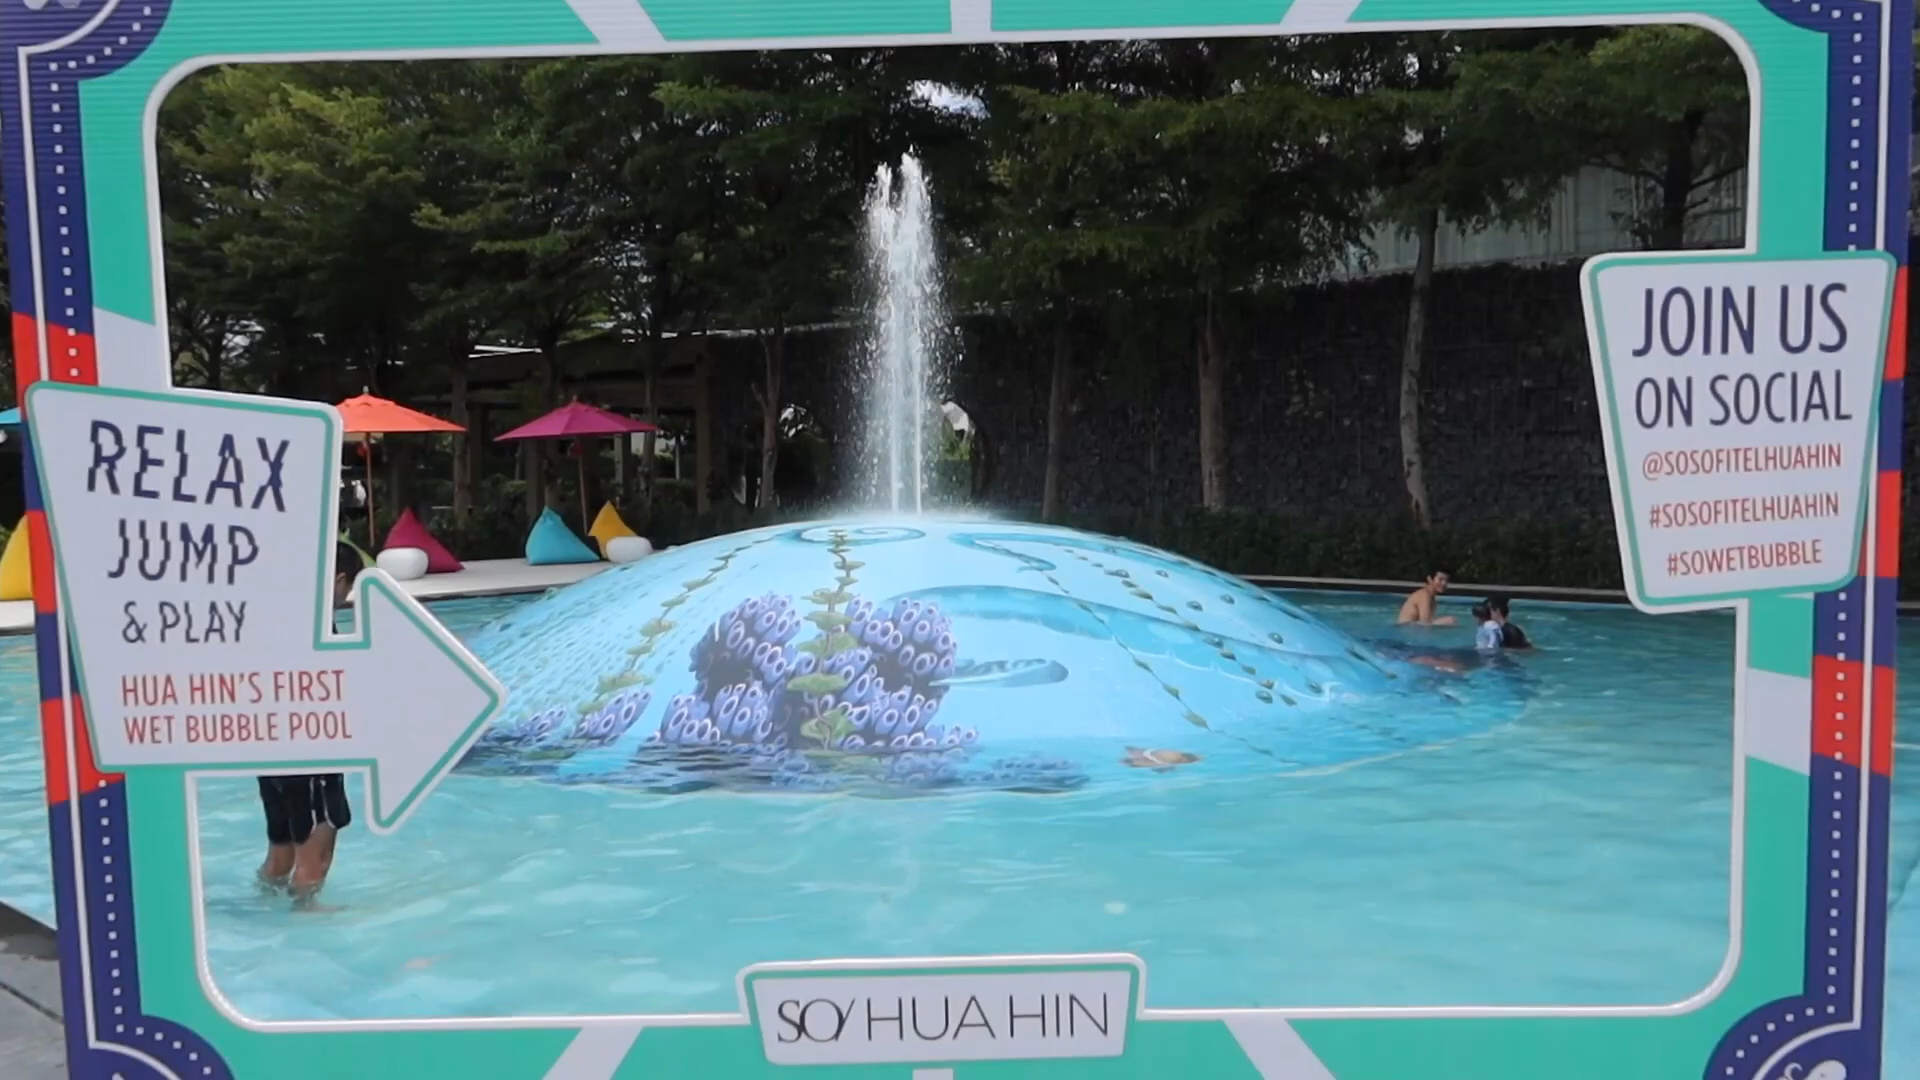 RELAX
JUMP
& PLAY
HUA HIN'S FIRST
WET BUBBLE POOL
JOIN US
ON SOCIAL
@SOSOFITELHUAHIN
#SOSOFITELHUAHIN
#SOWETBUBBLE
SO/ HUA HIN